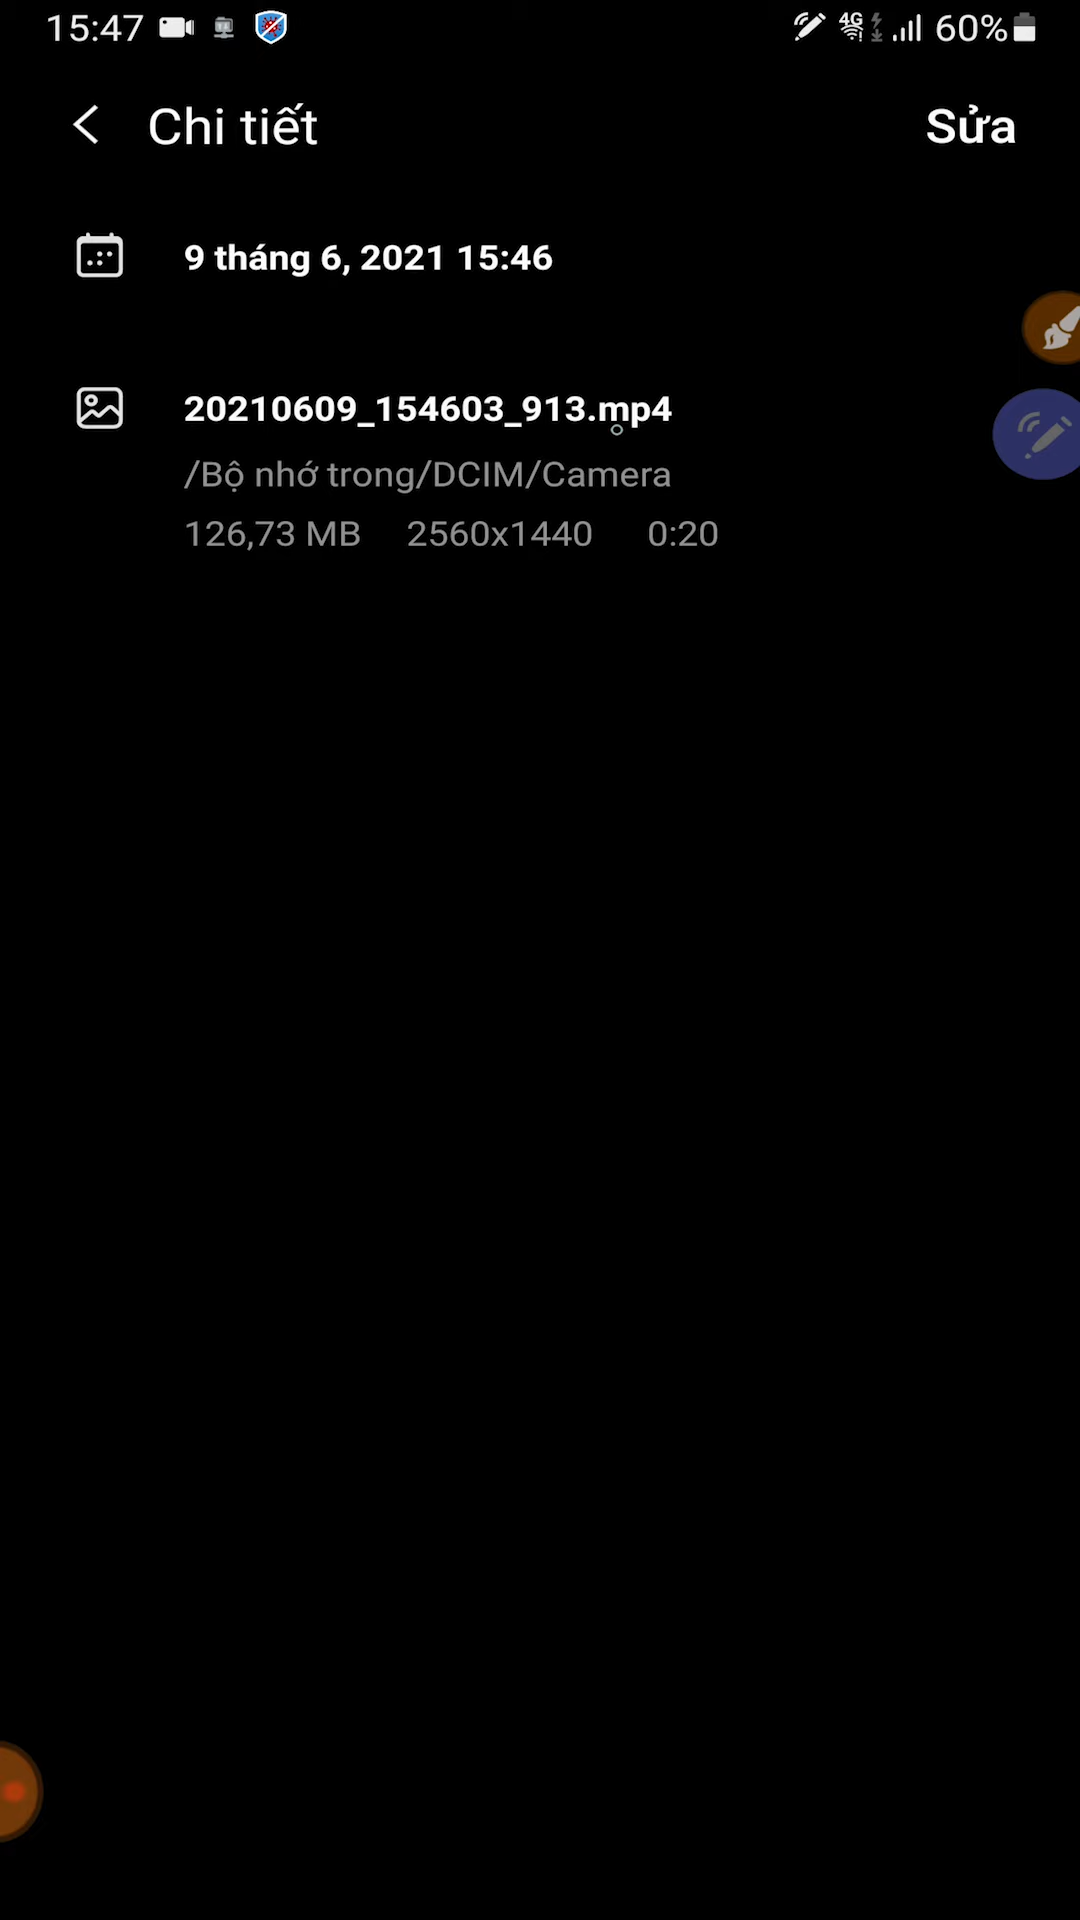 15:47 4G 60%
Chi tiết Sửa
9 tháng 6, 2021 15:46
20210609_154603_913.mp4
/Bộ nhớ trong/DCIM/Camera
126,73 MB 2560x1440 0:20